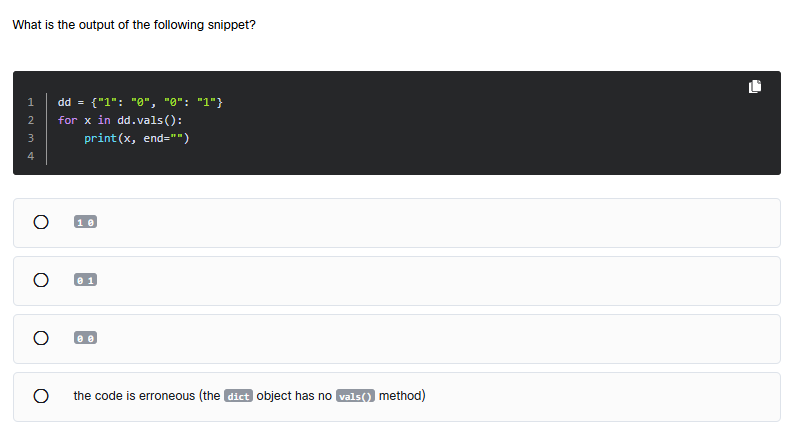 What is the output of the following snippet?
1 dd = {"1": "0", "0": "1"}
2 for x in dd.vals():
3     print(x, end="")
4
1 0
0 1
0 0
the code is erroneous (the dict object has no vals() method)